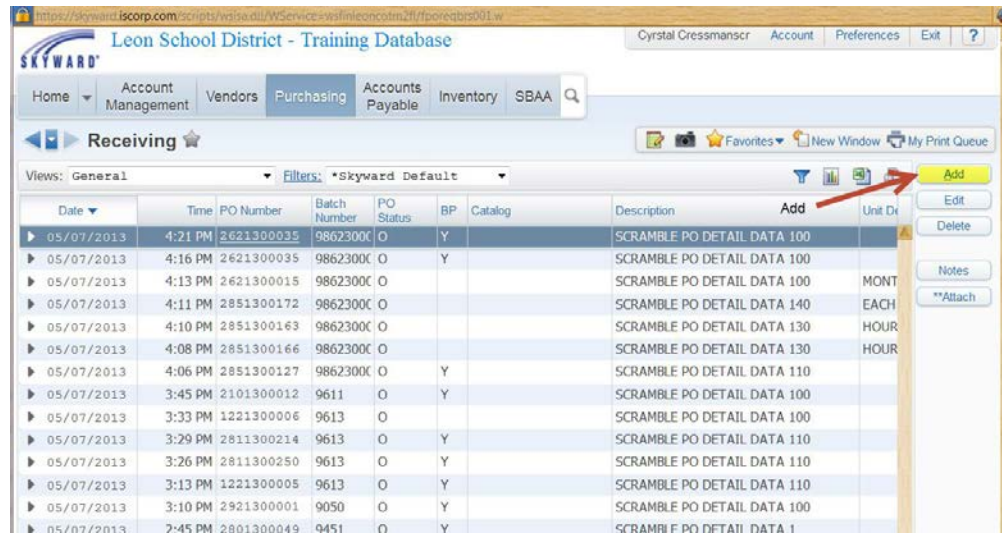 https://skyward.iscorp.com/scripts/wsisa.dll/WService=wsfinleoncotrn2fl/fporeqbrs001.w
SKYWARD
Leon School District - Training Database
Cyrstal Cressmanscr Account Preferences Exit ?
Home Account Management Vendors Purchasing Accounts Payable Inventory SBAA
Receiving
Favorites New Window My Print Queue
Views: General Filters: *Skyward Default
Add
Edit
Delete
Notes
**Attach
Date Time PO Number Batch Number PO Status BP Catalog Description Add Unit De
05/07/2013 4:21 PM 2621300035 9862300C O Y SCRAMBLE PO DETAIL DATA 100
05/07/2013 4:16 PM 2621300035 9862300C O Y SCRAMBLE PO DETAIL DATA 100
05/07/2013 4:13 PM 2621300015 9862300C O SCRAMBLE PO DETAIL DATA 100 MONT
05/07/2013 4:11 PM 2851300172 9862300C O SCRAMBLE PO DETAIL DATA 140 EACH
05/07/2013 4:10 PM 2851300163 9862300C O SCRAMBLE PO DETAIL DATA 130 HOUR
05/07/2013 4:08 PM 2851300166 9862300C O SCRAMBLE PO DETAIL DATA 130 HOUR
05/07/2013 4:06 PM 2851300127 9862300C O Y SCRAMBLE PO DETAIL DATA 110
05/07/2013 3:45 PM 2101300012 9611 O Y SCRAMBLE PO DETAIL DATA 100
05/07/2013 3:33 PM 1221300006 9613 O SCRAMBLE PO DETAIL DATA 100
05/07/2013 3:29 PM 2811300214 9613 O Y SCRAMBLE PO DETAIL DATA 110
05/07/2013 3:26 PM 2811300250 9613 O Y SCRAMBLE PO DETAIL DATA 110
05/07/2013 3:13 PM 1221300005 9613 O Y SCRAMBLE PO DETAIL DATA 110
05/07/2013 3:10 PM 2921300001 9050 O Y SCRAMBLE PO DETAIL DATA 100
05/07/2013 2:45 PM 2801300049 9451 O Y SCRAMBLE PO DETAIL DATA 1